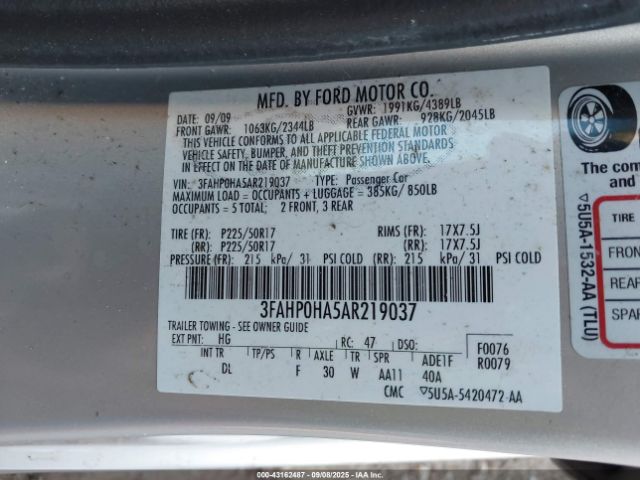 MFD. BY FORD MOTOR CO.
09/09 GVWR: 1991KG/4389LB
FRONT GAWR: 1063KG/2344LB REAR GAWR: 928KG/2045LB
THIS VEHICLE CONFORMS TO ALL APPLICABLE FEDERAL MOTOR
VEHICLE SAFETY, BUMPER, AND THEFT PREVENTION STANDARDS
IN EFFECT ON THE DATE OF MANUFACTURE SHOWN ABOVE.
VIN: 3FAHP0HA5AR219037 TYPE: Passenger Car
MAXIMUM LOAD = OCCUPANTS + LUGGAGE = 385KG/ 850LB
OCCUPANTS = 5 TOTAL: 2 FRONT, 3 REAR
TIRE (FR): P225/50R17 RIMS (FR): 17X7.5J
(RR): P225/50R17 (RR): 17X7.5J
PRESSURE (FR): 215 kPa/ 31 PSI COLD (RR): 215 kPa/ 31 PSI COLD
3FAHP0HA5AR219037
TRAILER TOWING - SEE OWNER GUIDE
EXT PNT: HG RC: 47 DSO: F0076
INT TR TP/PS R AXLE TR SPR ADE1F R0079
DL F 30 W AA11 40A
CMC ▽5U5A-5420472-AA
The com
and
TIRE
FRON
REAR
SPAR
▽5U5A-1532-AA (TLU)
000-43162487 - 09/08/2025 - IAAI.COM